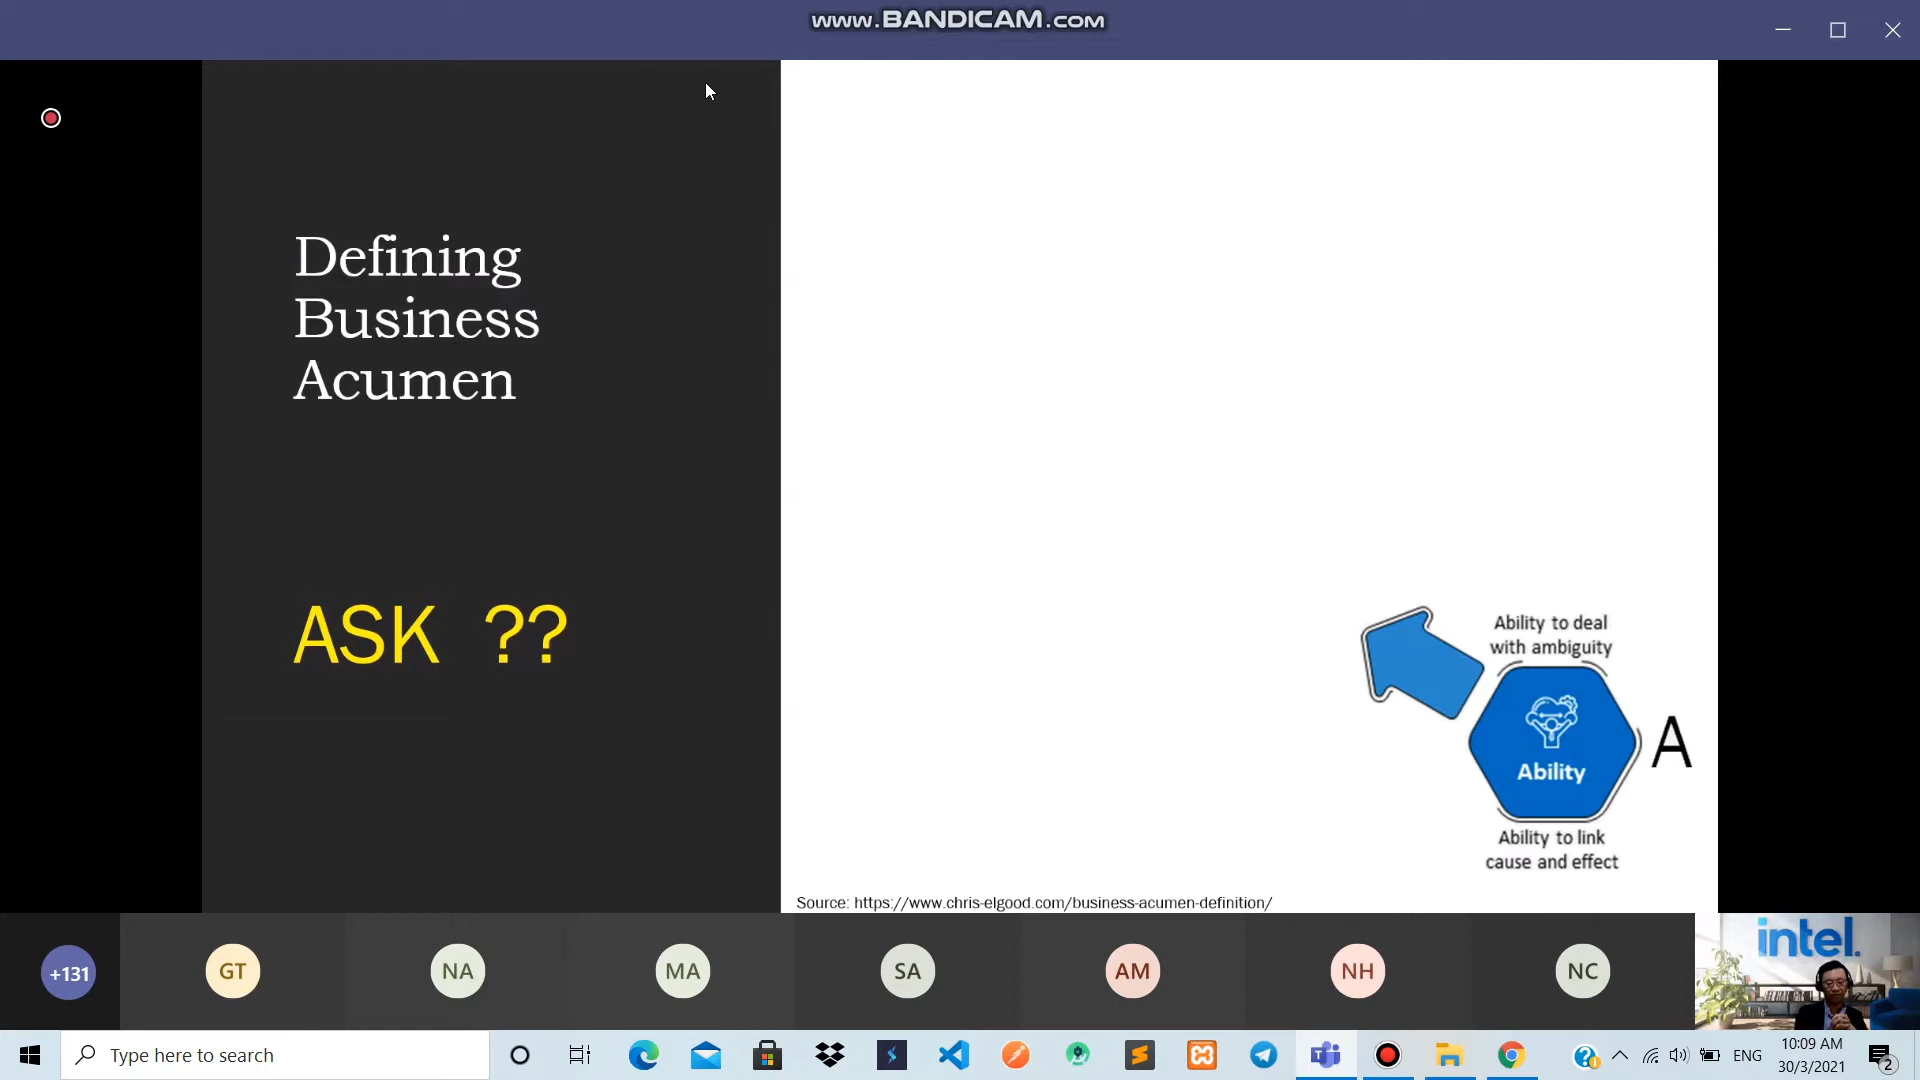 www.BANDICAM.com
Defining
Business
Acumen
ASK ??
Ability to deal
with ambiguity
Ability
A
Ability to link
cause and effect
Source: https://www.chris-elgood.com/business-acumen-definition/
+131
GT
NA
MA
SA
AM
NH
NC
intel.
Type here to search
ENG
10:09 AM
30/3/2021
2